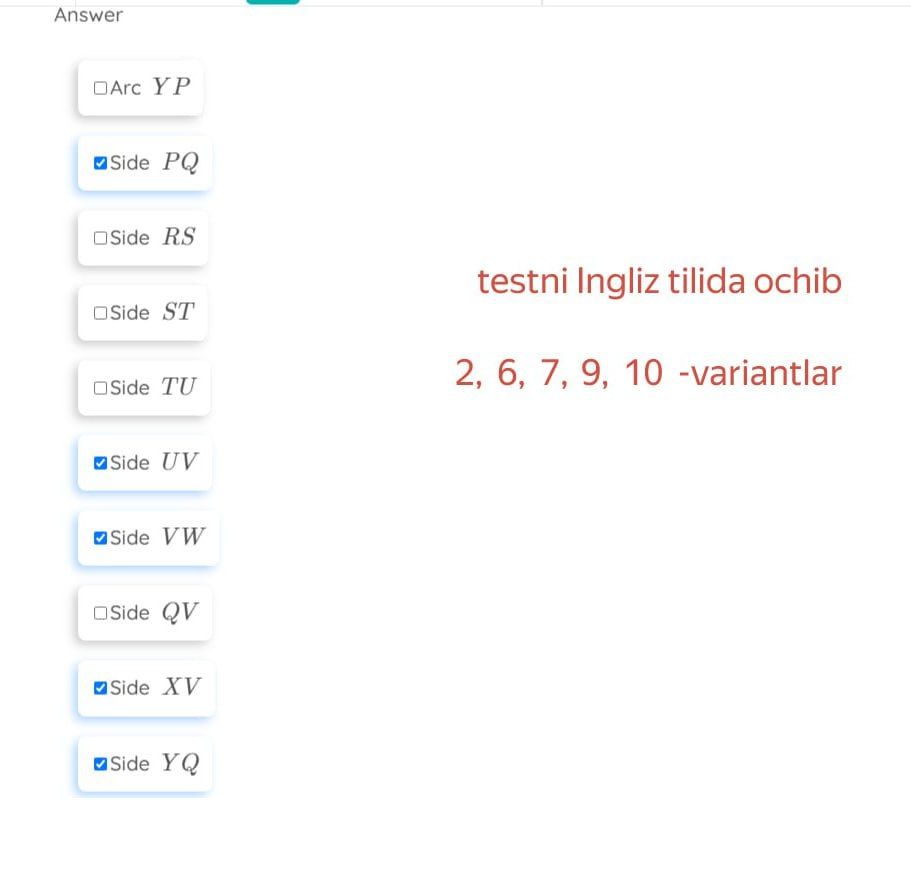 Answer
Arc YP
Side PQ
Side RS
testni Ingliz tilida ochib
Side ST
2, 6, 7, 9, 10 -variantlar
Side TU
Side UV
Side VW
Side QV
Side XV
Side YQ